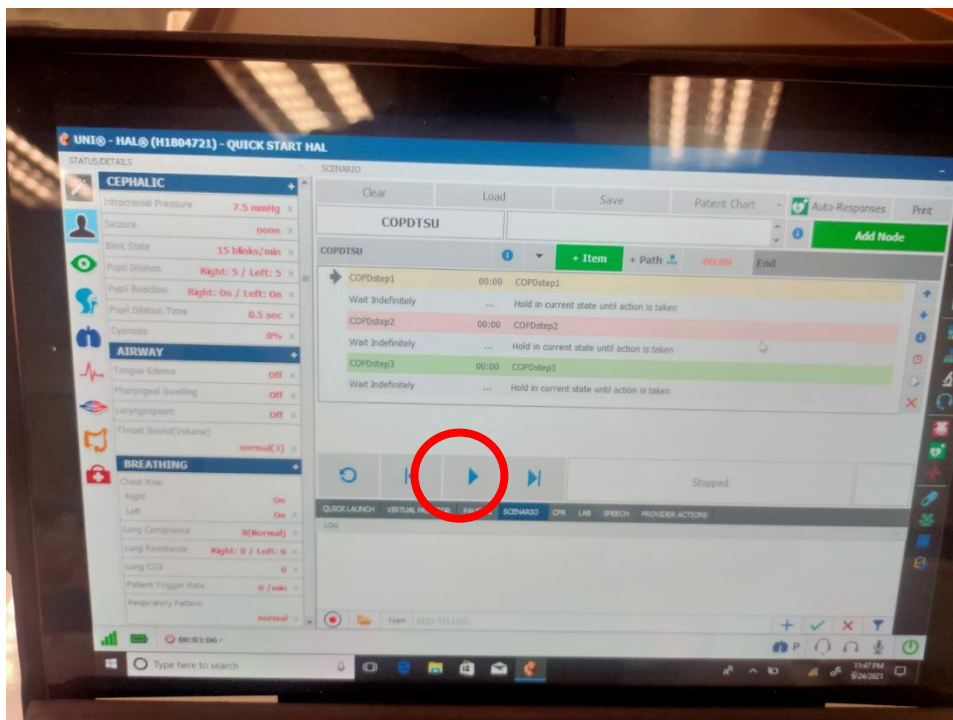 UNI® - HAL® (H1804721) - QUICK START HAL
STATUS/DETAILS
CEPHALIC +
Intracranial Pressure 7.5 mmHg ×
Seizure none ×
Blink State 15 blinks/min ×
Pupil Dilation Right: 5 / Left: 5 ×
Pupil Reaction Right: On / Left: On ×
Pupil Dilation Time 0.5 sec ×
Cyanosis 0% ×
AIRWAY +
Tongue Edema Off ×
Pharyngeal Swelling Off ×
Laryngospasm Off ×
Throat Sound(Volume)
normal(3) ×
BREATHING +
Chest Rise
Right On
Left On ×
Lung Compliance (Normal) ×
Lung Resistance Right: 0 / Left: 0 ×
Lung CO2 0 ×
Patient Trigger Rate 0 /min ×
Respiratory Pattern
normal ×
SCENARIO
Clear Load Save Patient Chart Auto-Responses Print
COPDTSU Add Node
COPDTSU + Item + Path 00:00 End
COPDstep1 00:00 COPDstep1
Wait Indefinitely ... Hold in current state until action is taken
COPDstep2 00:00 COPDstep2
Wait Indefinitely ... Hold in current state until action is taken
COPDstep3 00:00 COPDstep3
Wait Indefinitely ... Hold in current state until action is taken
Stopped
QUICK LAUNCH VIRTUAL MONITOR SCENARIO CPR LAB SPEECH PROVIDER ACTIONS
LOG
Team ADD TO LOG
00:03:06
P
Type here to search
11:47 PM
9/24/2021